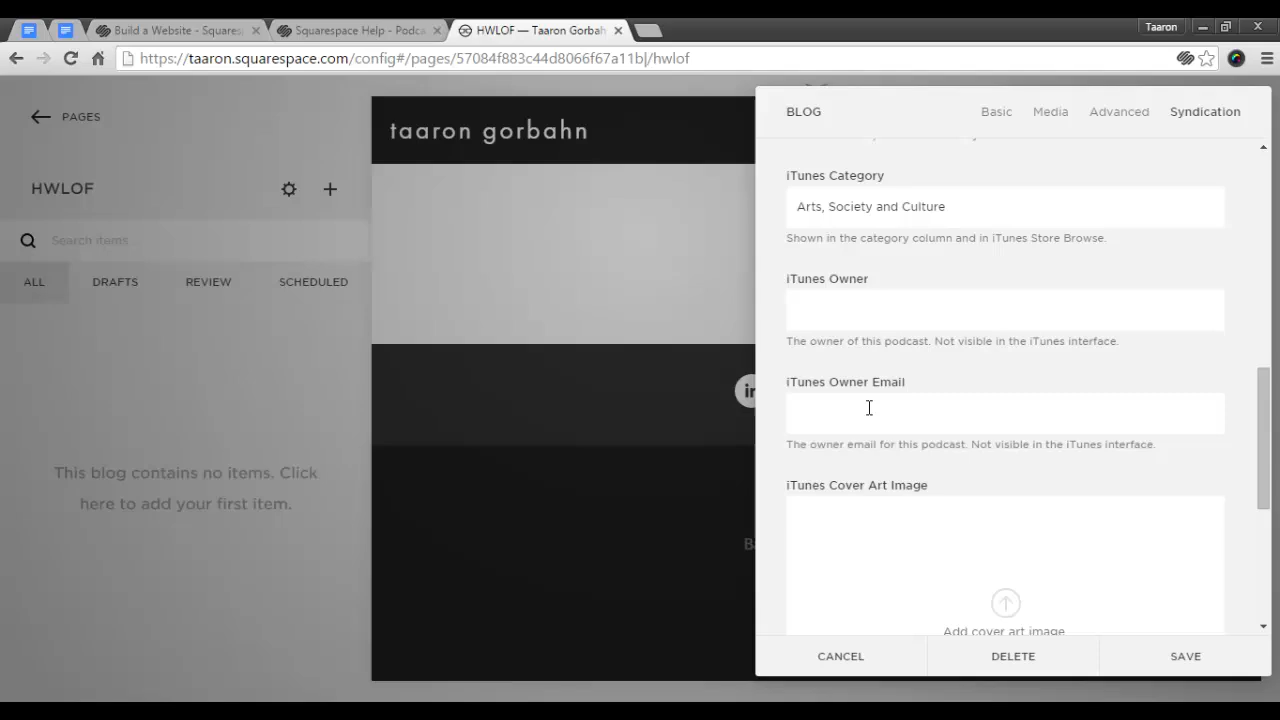 Build a Website - Squares
Squarespace Help - Podca
HWLOF — Taaron Gorbah
Taaron
https://taaron.squarespace.com/config#/pages/57084f883c44d8066f67a11b|/hwlof
PAGES
HWLOF
Search items
ALL DRAFTS REVIEW SCHEDULED
This blog contains no items. Click
here to add your first item.
taaron gorbahn
in
B
BLOG Basic Media Advanced Syndication
iTunes Category
Arts, Society and Culture
Shown in the category column and in iTunes Store Browse.
iTunes Owner
The owner of this podcast. Not visible in the iTunes interface.
iTunes Owner Email
The owner email for this podcast. Not visible in the iTunes interface.
iTunes Cover Art Image
Add cover art image
CANCEL DELETE SAVE